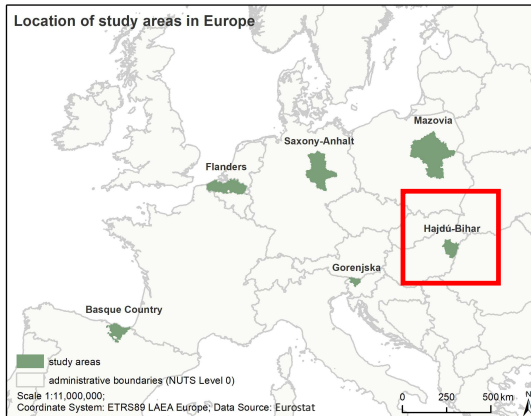 Location of study areas in Europe
Mazovia
Saxony-Anhalt
Flanders
Hajdú-Bihar
Gorenjska
Basque Country
study areas
administrative boundaries (NUTS Level 0)
Scale 1:11,000,000;
Coordinate System: ETRS89 LAEA Europe; Data Source: Eurostat
0 250 500 km